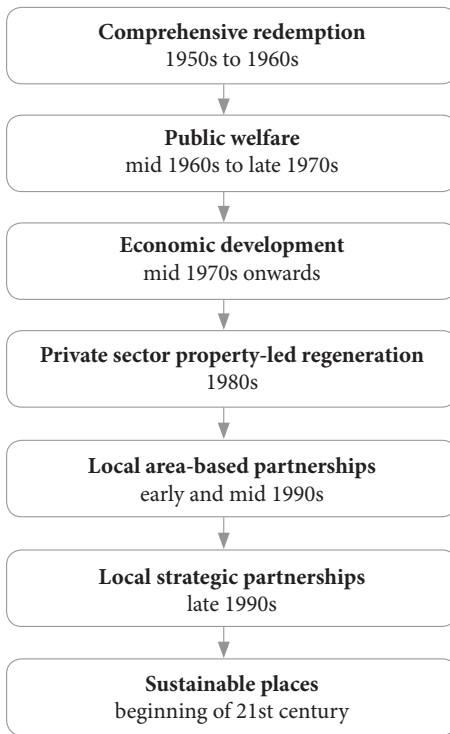 Comprehensive redemption
1950s to 1960s
Public welfare
mid 1960s to late 1970s
Economic development
mid 1970s onwards
Private sector property-led regeneration
1980s
Local area-based partnerships
early and mid 1990s
Local strategic partnerships
late 1990s
Sustainable places
beginning of 21st century